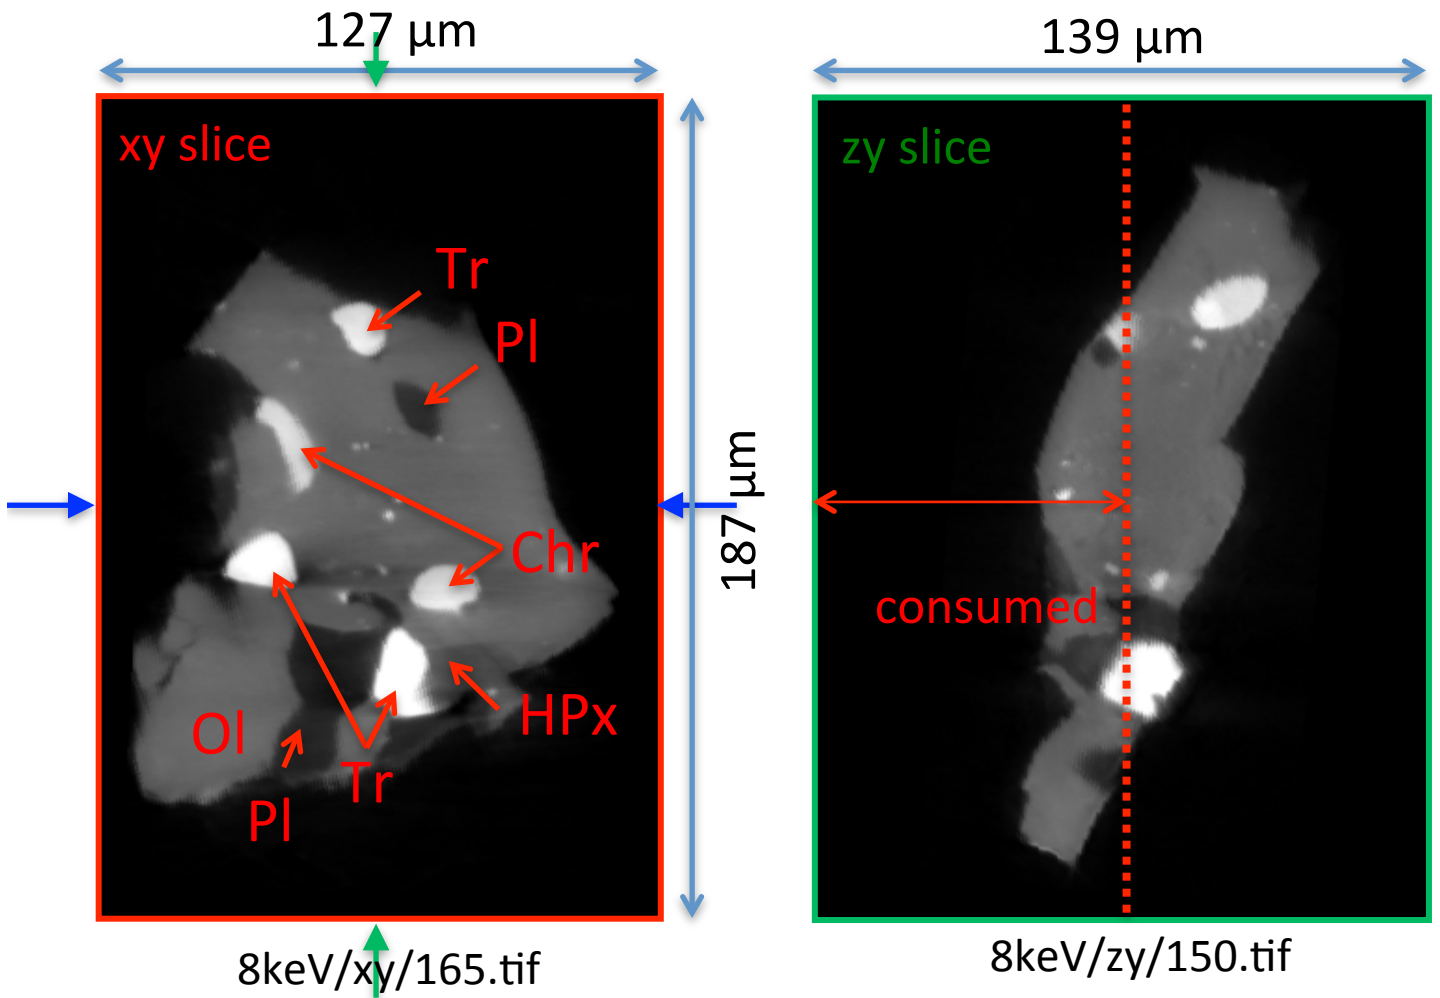 127 μm
139 μm
xy slice
zy slice
Tr
Pl
187 μm
Chr
consumed
HPx
Ol
Tr
Pl
8keV/xy/165.tif
8keV/zy/150.tif